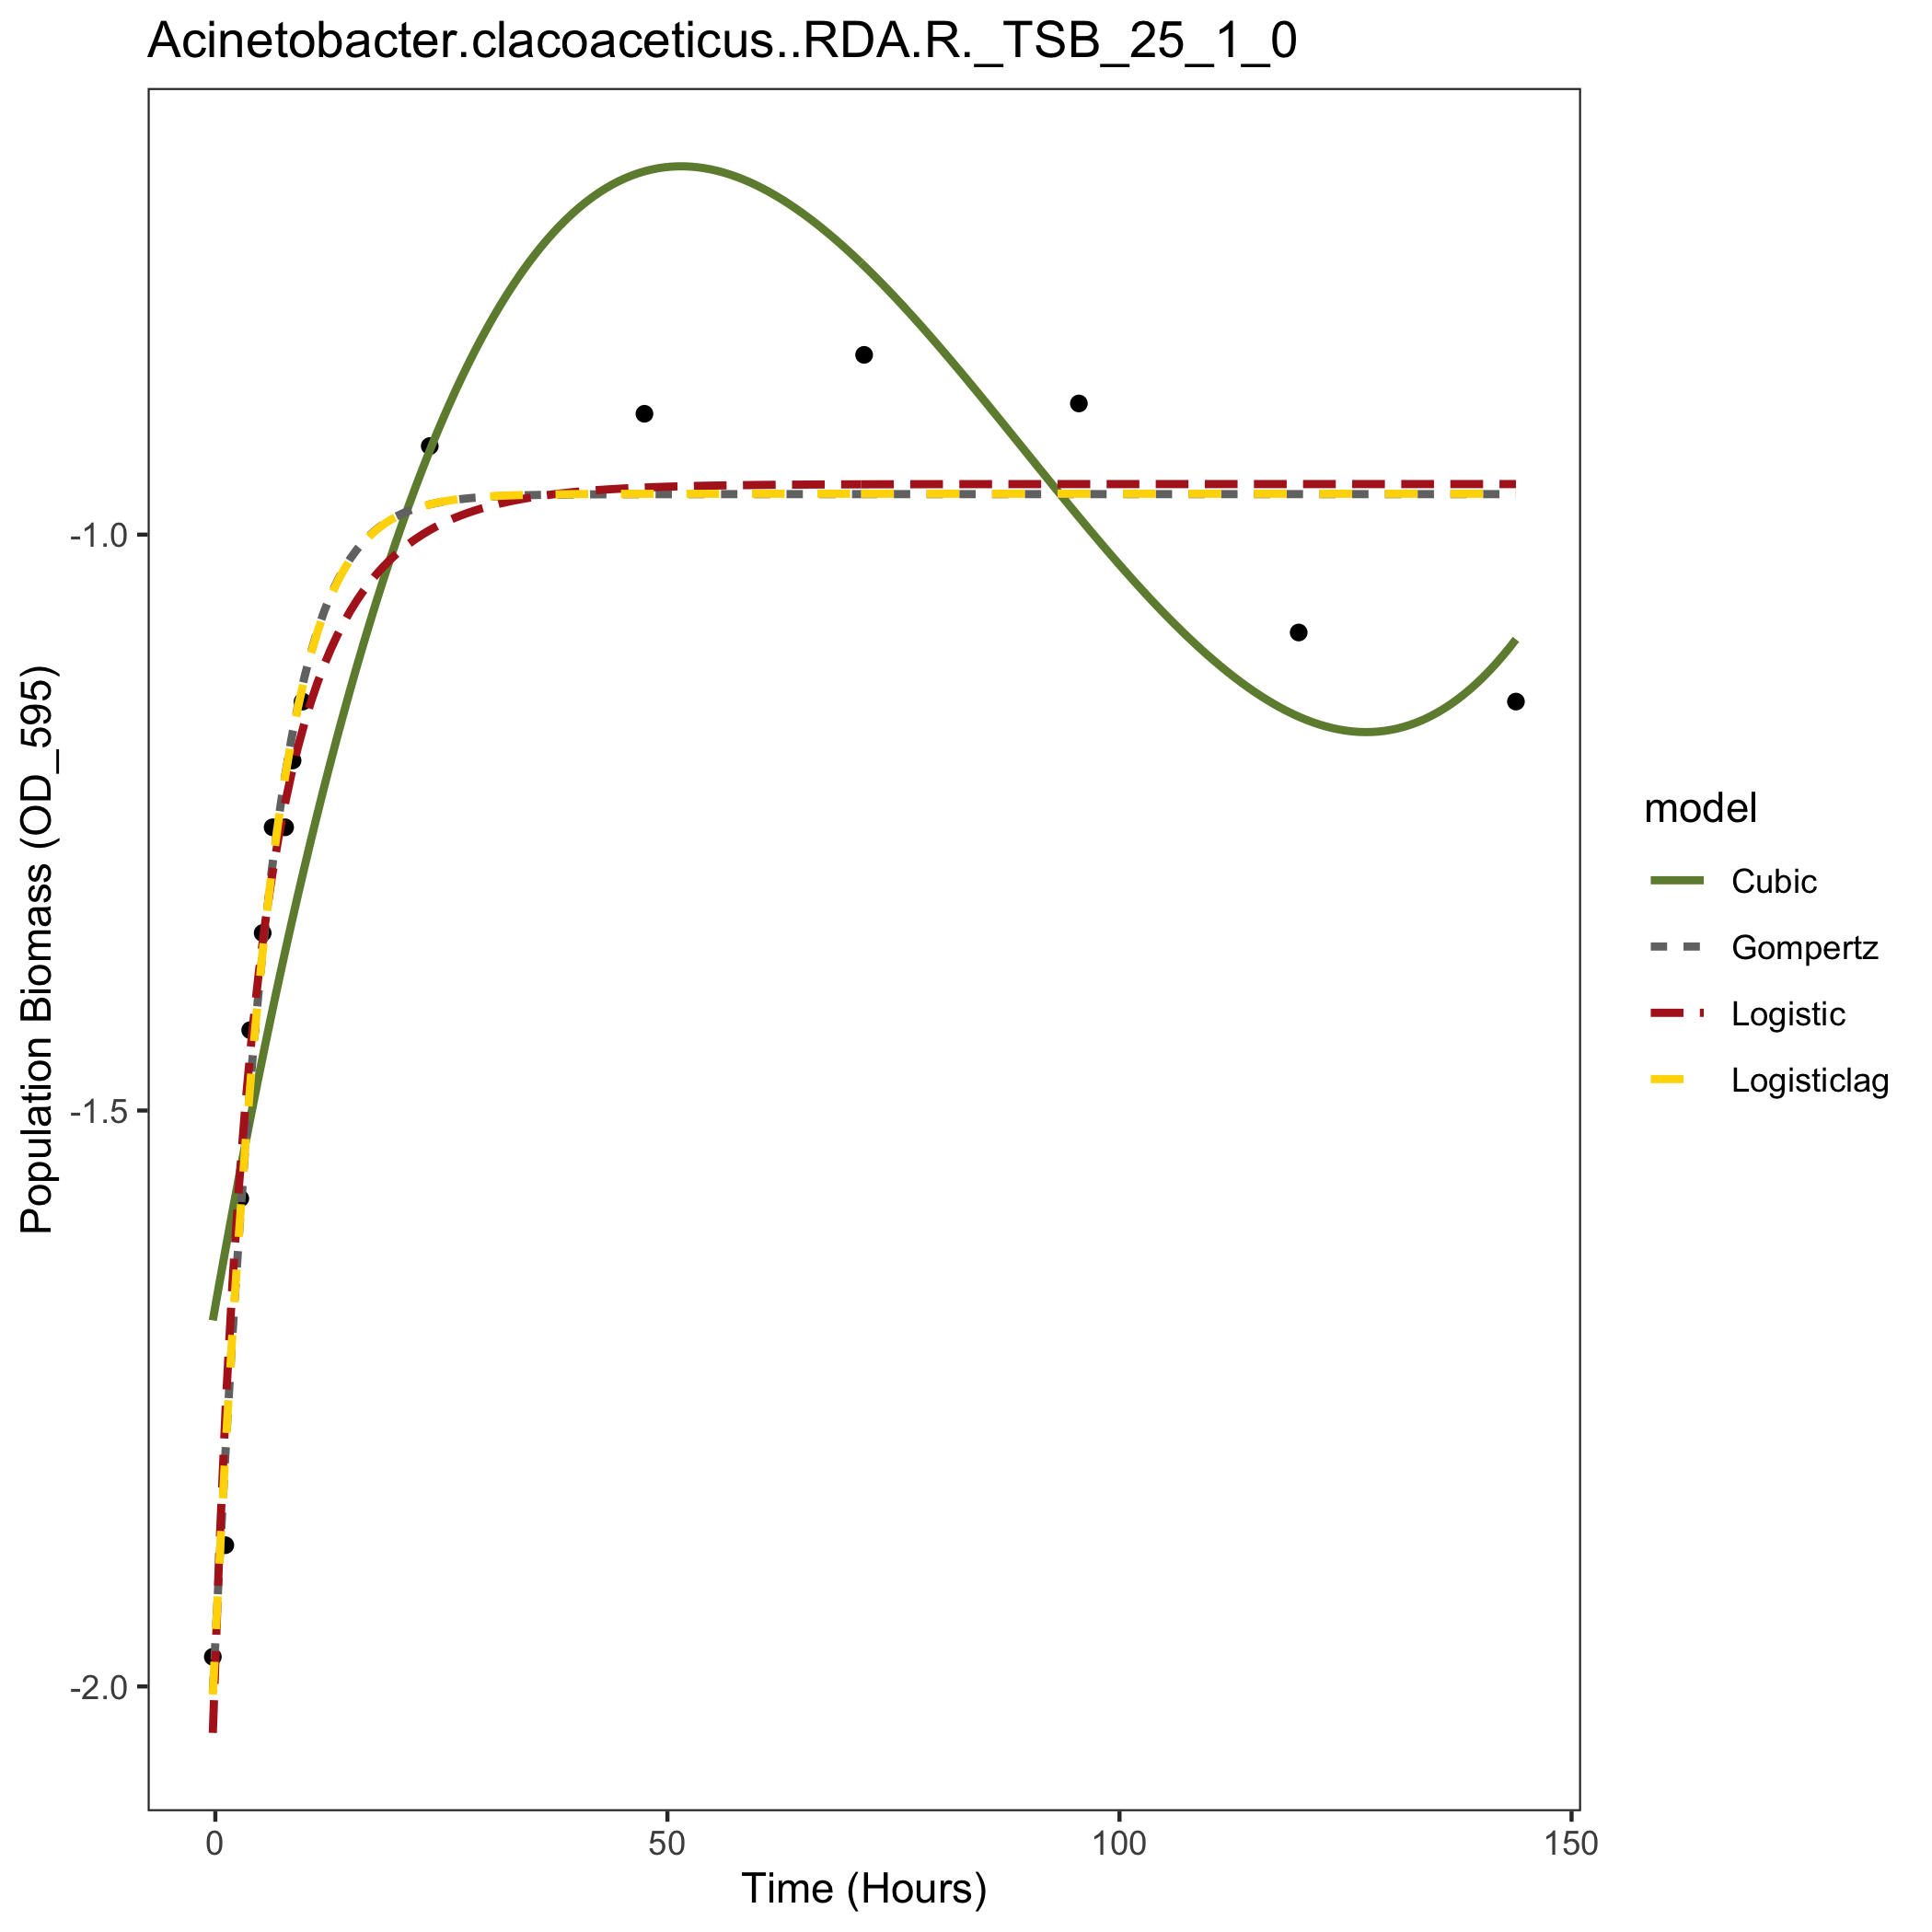 Acinetobacter.clacoaceticus..RDA.R._TSB_25_1_0
Population Biomass (OD_595)
-1.0
-1.5
-2.0
0
50
100
150
Time (Hours)
model
Cubic
Gompertz
Logistic
Logisticlag